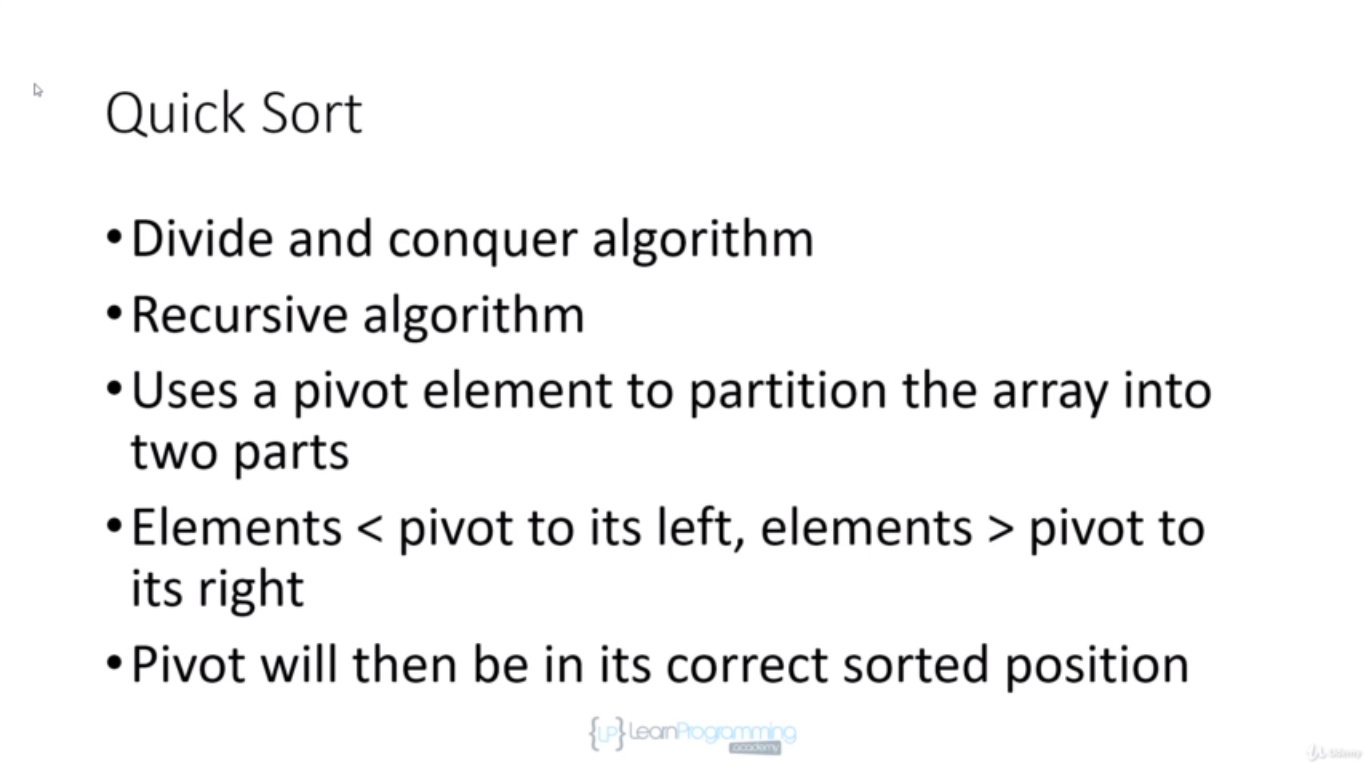 Quick Sort
•Divide and conquer algorithm
•Recursive algorithm
•Uses a pivot element to partition the array into
two parts
•Elements < pivot to its left, elements > pivot to
its right
•Pivot will then be in its correct sorted position
{LP} LearnProgramming
academy
Udemy